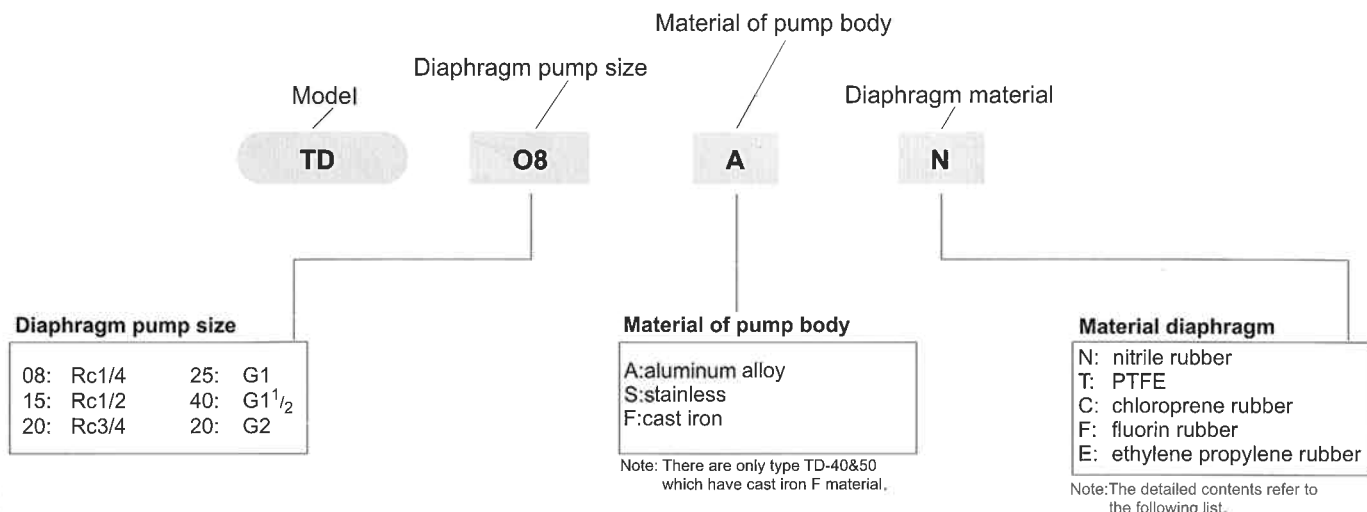 Material of pump body
Diaphragm pump size
Model
Diaphragm material
TD O8 A N
Diaphragm pump size
08: Rc1/4 25: G1
15: Rc1/2 40: G1 1/2
20: Rc3/4 20: G2
Material of pump body
A:aluminum alloy
S:stainless
F:cast iron
Note: There are only type TD-40&50
which have cast iron F material.
Material diaphragm
N: nitrile rubber
T: PTFE
C: chloroprene rubber
F: fluorin rubber
E: ethylene propylene rubber
Note:The detailed contents refer to
the following list.